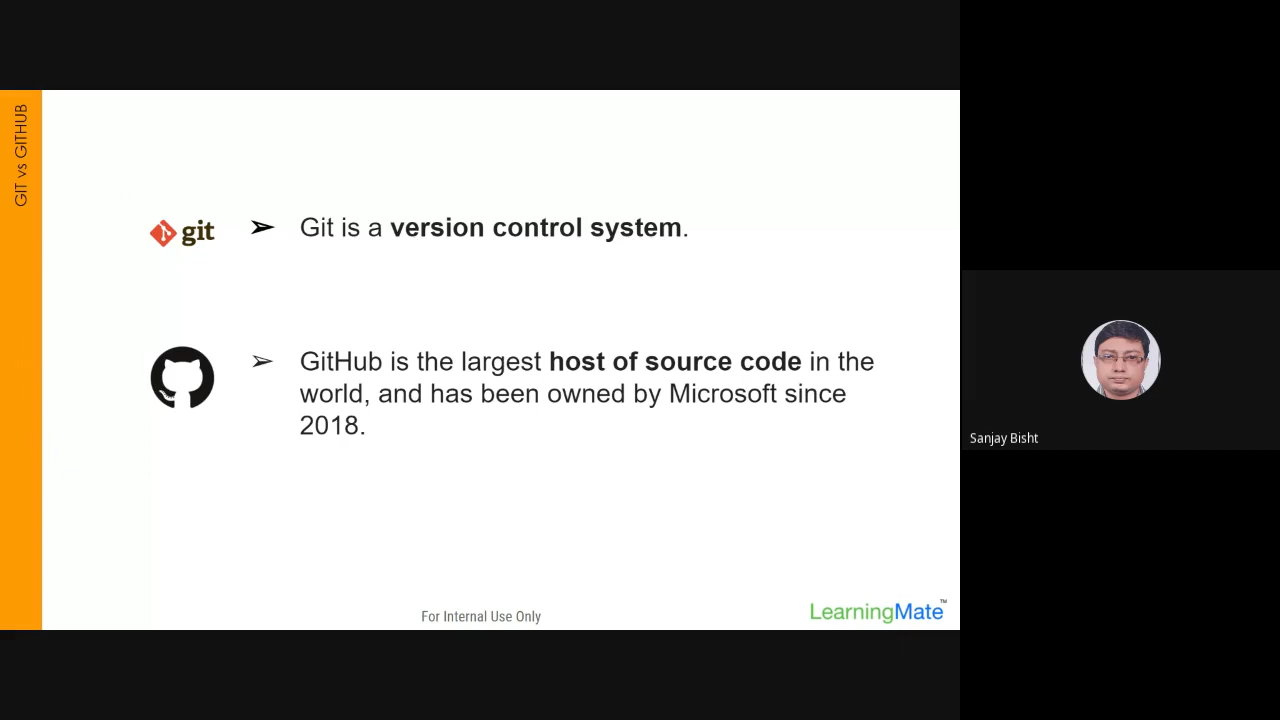 GIT vs GITHUB
git
➢ Git is a version control system.
➢ GitHub is the largest host of source code in the
world, and has been owned by Microsoft since
2018.
For Internal Use Only
LearningMate™
Sanjay Bisht